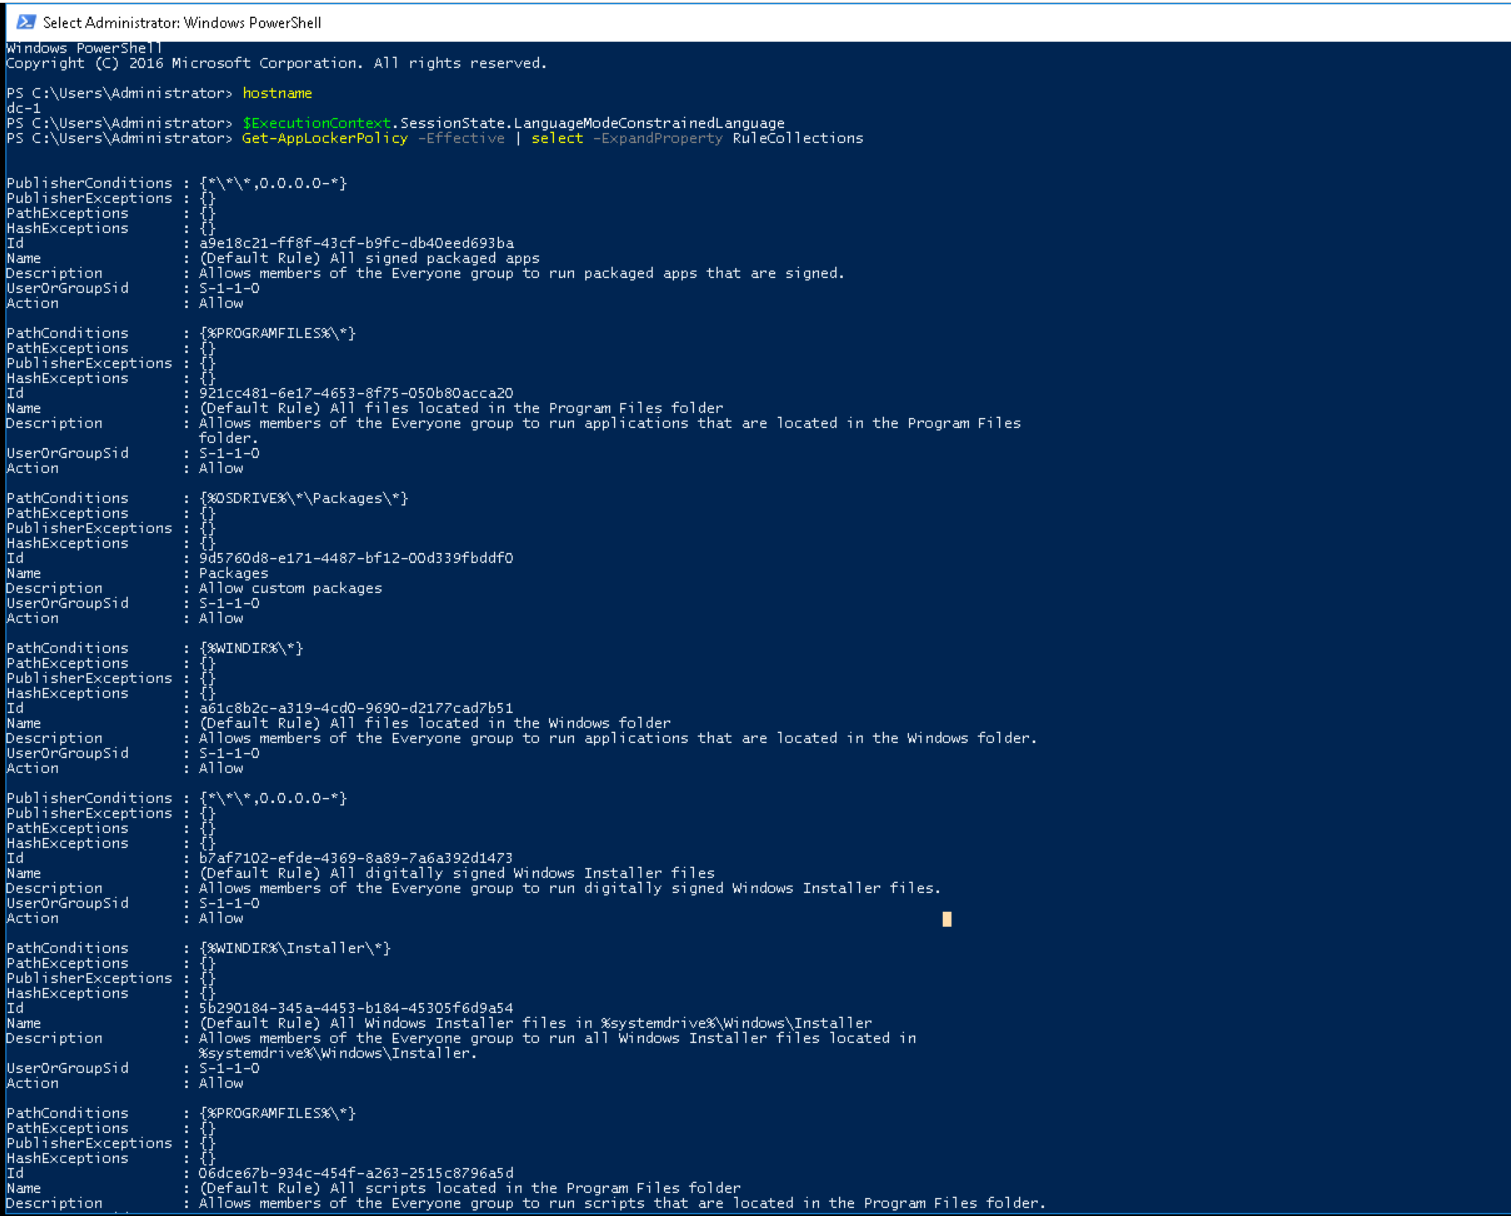 Select Administrator: Windows PowerShell
Windows PowerShell
Copyright (C) 2016 Microsoft Corporation. All rights reserved.
PS C:\Users\Administrator> hostname
dc-1
PS C:\Users\Administrator> $ExecutionContext.SessionState.LanguageModeConstrainedLanguage
PS C:\Users\Administrator> Get-AppLockerPolicy -Effective | select -ExpandProperty RuleCollections
PublisherConditions : {*\*\*,0.0.0.0-*}
PublisherExceptions : {}
PathExceptions : {}
HashExceptions : {}
Id : a9e18c21-ff8f-43cf-b9fc-db40eed693ba
Name : (Default Rule) All signed packaged apps
Description : Allows members of the Everyone group to run packaged apps that are signed.
UserOrGroupSid : S-1-1-0
Action : Allow
PathConditions : {%PROGRAMFILES%\*}
PathExceptions : {}
PublisherExceptions : {}
HashExceptions : {}
Id : 921cc481-6e17-4653-8f75-050b80acca20
Name : (Default Rule) All files located in the Program Files folder
Description : Allows members of the Everyone group to run applications that are located in the Program Files
folder.
UserOrGroupSid : S-1-1-0
Action : Allow
PathConditions : {%OSDRIVE%\*\Packages\*}
PathExceptions : {}
PublisherExceptions : {}
HashExceptions : {}
Id : 9d5760d8-e171-4487-bf12-00d339fbddf0
Name : Packages
Description : Allow custom packages
UserOrGroupSid : S-1-1-0
Action : Allow
PathConditions : {%WINDIR%\*}
PathExceptions : {}
PublisherExceptions : {}
HashExceptions : {}
Id : a61c8b2c-a319-4cd0-9690-d2177cad7b51
Name : (Default Rule) All files located in the Windows folder
Description : Allows members of the Everyone group to run applications that are located in the Windows folder.
UserOrGroupSid : S-1-1-0
Action : Allow
PublisherConditions : {*\*\*,0.0.0.0-*}
PublisherExceptions : {}
PathExceptions : {}
HashExceptions : {}
Id : b7af7102-efde-4369-8a89-7a6a392d1473
Name : (Default Rule) All digitally signed Windows Installer files
Description : Allows members of the Everyone group to run digitally signed Windows Installer files.
UserOrGroupSid : S-1-1-0
Action : Allow
PathConditions : {%WINDIR%\Installer\*}
PathExceptions : {}
PublisherExceptions : {}
HashExceptions : {}
Id : 5b290184-345a-4453-b184-45305f6d9a54
Name : (Default Rule) All Windows Installer files in %systemdrive%\Windows\Installer
Description : Allows members of the Everyone group to run all Windows Installer files located in
%systemdrive%\Windows\Installer.
UserOrGroupSid : S-1-1-0
Action : Allow
PathConditions : {%PROGRAMFILES%\*}
PathExceptions : {}
PublisherExceptions : {}
HashExceptions : {}
Id : 06dce67b-934c-454f-a263-2515c8796a5d
Name : (Default Rule) All scripts located in the Program Files folder
Description : Allows members of the Everyone group to run scripts that are located in the Program Files folder.